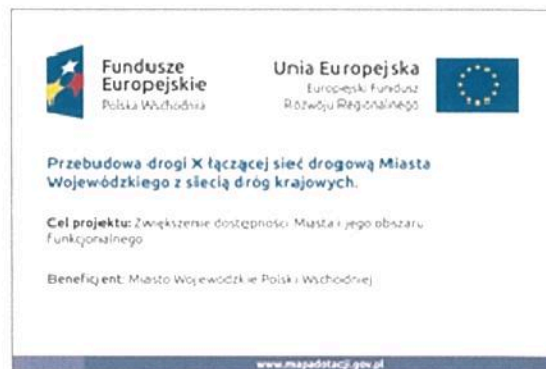 Fundusze
Europejskie
Polska Wschodnia
Unia Europejska
Europejski Fundusz
Rozwoju Regionalnego
Przebudowa drogi X łączącej sieć drogową Miasta
Wojewódzkiego z siecią dróg krajowych.
Cel projektu: Zwiększenie dostępności Miasta i jego obszaru
funkcjonalnego
Beneficjent: Miasto Wojewódzkie Polski Wschodniej
www.mapadotacji.gov.pl